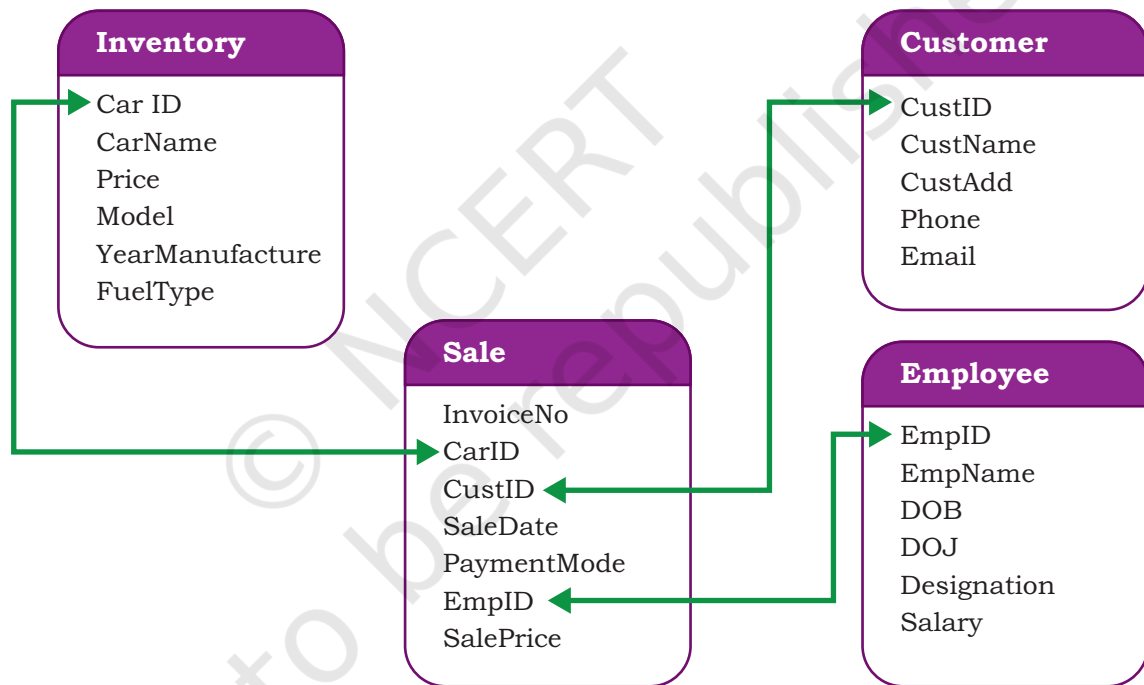 Inventory
Car ID
CarName
Price
Model
YearManufacture
FuelType
Customer
CustID
CustName
CustAdd
Phone
Email
Sale
InvoiceNo
CarID
CustID
SaleDate
PaymentMode
EmpID
SalePrice
Employee
EmpID
EmpName
DOB
DOJ
Designation
Salary
© NCERT
to be republishe